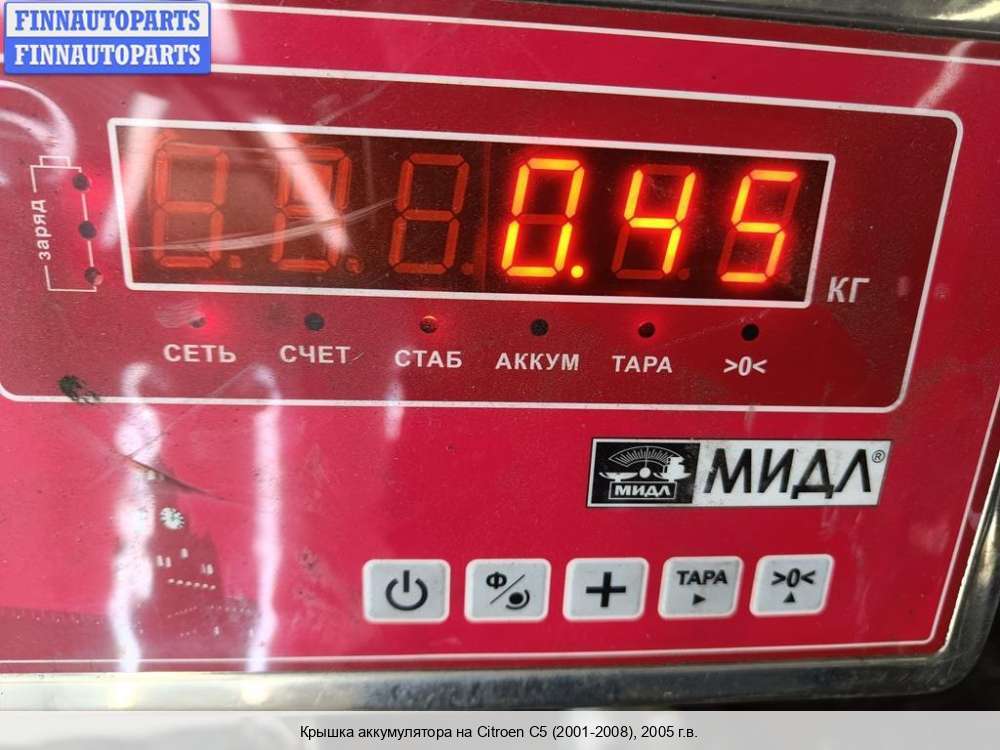 FINNAUTOPARTS
FINNAUTOPARTS
заряд
0.45
КГ
СЕТЬ СЧЕТ СТАБ АККУМ ТАРА >0<
МИДЛ МИДЛ®
Ф ТАРА >0<
Крышка аккумулятора на Citroen C5 (2001-2008), 2005 г.в.